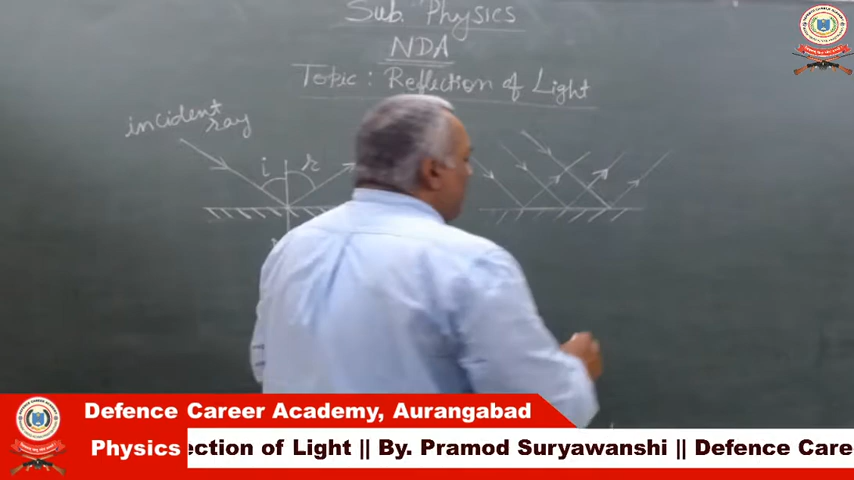 Sub. Physics
NDA
Topic : Reflection of Light
incident
ray
i
r
Defence Career Academy, Aurangabad
Physics
ection of Light || By. Pramod Suryawanshi || Defence Care